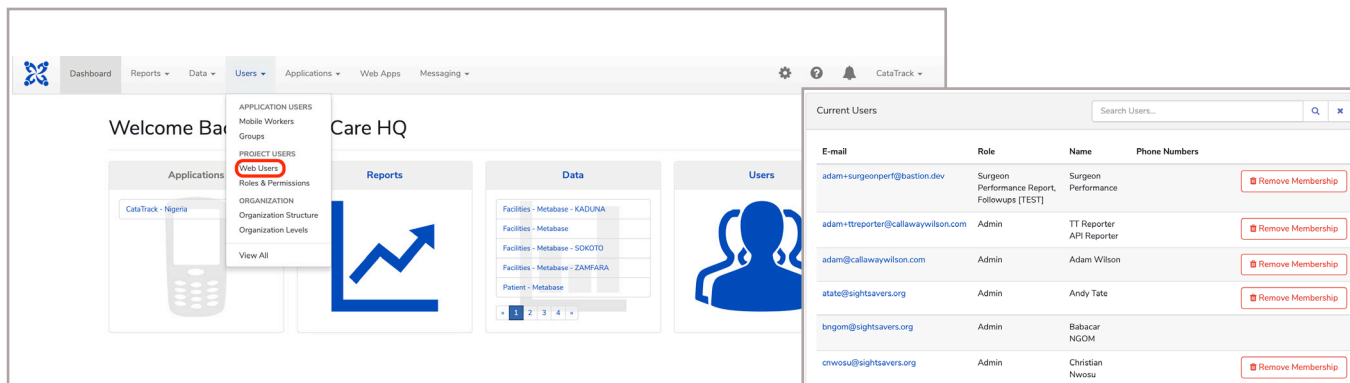 Dashboard Reports Data Users Applications Web Apps Messaging CataTrack
APPLICATION USERS
Mobile Workers
Groups
PROJECT USERS
Web Users
Roles & Permissions
ORGANIZATION
Organization Structure
Organization Levels
View All
Welcome Bac Care HQ
Applications
CataTrack - Nigeria
Reports
Data
Facilities - Metabase - KADUNA
Facilities - Metabase
Facilities - Metabase - SOKOTO
Facilities - Metabase - ZAMFARA
Patient - Metabase
« 1 2 3 4 »
Users
Current Users Search Users...
E-mail Role Name Phone Numbers
adam+surgeonperf@bastion.dev Surgeon Surgeon Remove Membership
Performance Report, Performance
Followups [TEST]
adam+ttreporter@callawaywilson.com Admin TT Reporter Remove Membership
API Reporter
adam@callawaywilson.com Admin Adam Wilson Remove Membership
atate@sightsavers.org Admin Andy Tate Remove Membership
bngom@sightsavers.org Admin Babacar
NGOM
cnwosu@sightsavers.org Admin Christian Remove Membership
Nwosu